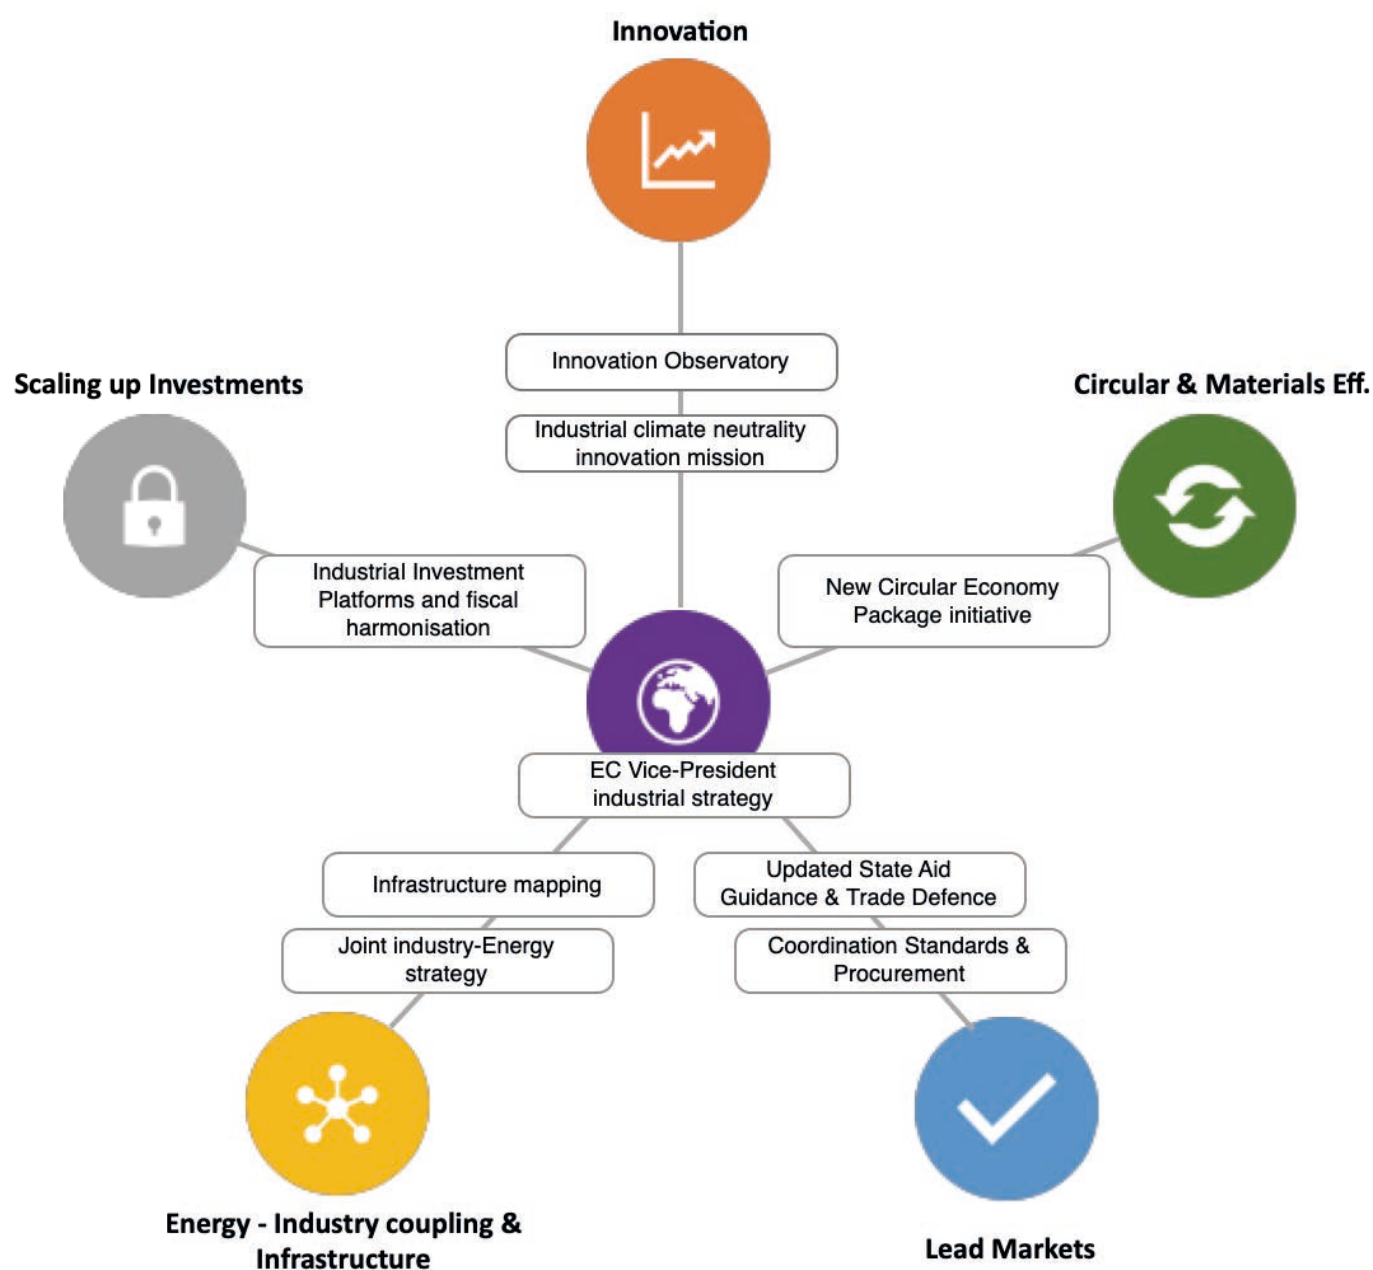 Innovation
Innovation Observatory
Scaling up Investments
Circular & Materials Eff.
Industrial climate neutrality
innovation mission
Industrial Investment
Platforms and fiscal
harmonisation
New Circular Economy
Package initiative
EC Vice-President
industrial strategy
Infrastructure mapping
Updated State Aid
Guidance & Trade Defence
Joint industry-Energy
strategy
Coordination Standards &
Procurement
Energy - Industry coupling &
Infrastructure
Lead Markets